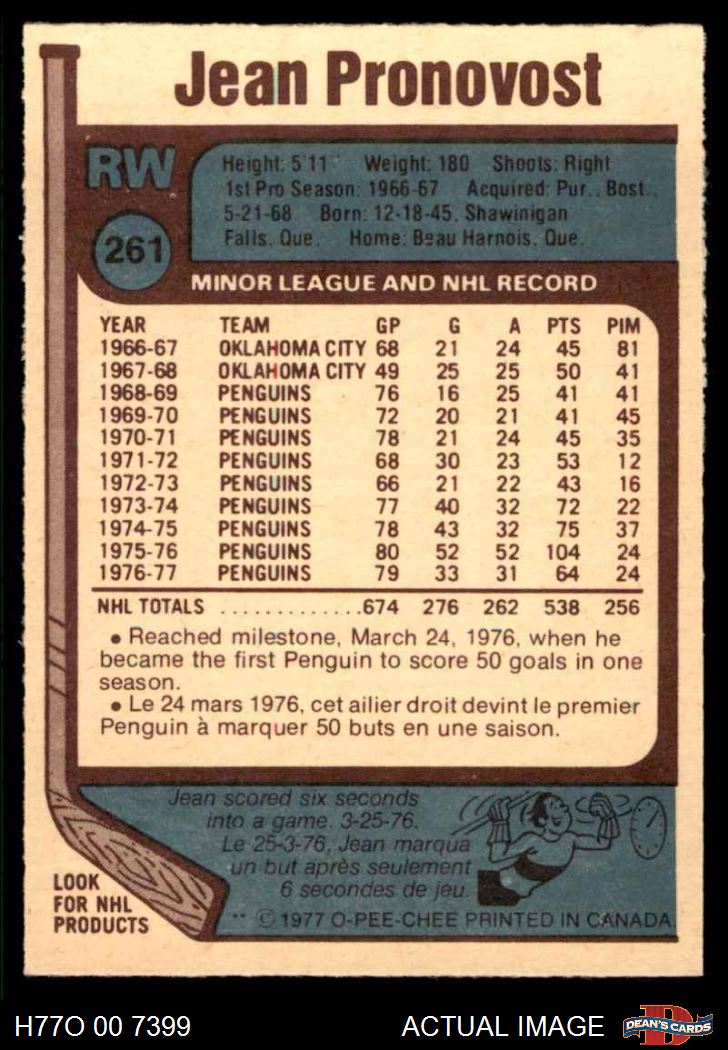 Jean Pronovost
RW
261
Height: 5'11" Weight: 180 Shoots: Right
1st Pro Season: 1966-67 Acquired: Pur., Bost.,
5-21-68 Born: 12-18-45, Shawinigan
Falls, Que. Home: Beau Harnois, Que.
MINOR LEAGUE AND NHL RECORD
YEAR TEAM GP G A PTS PIM
1966-67 OKLAHOMA CITY 68 21 24 45 81
1967-68 OKLAHOMA CITY 49 25 25 50 41
1968-69 PENGUINS 76 16 25 41 41
1969-70 PENGUINS 72 20 21 41 45
1970-71 PENGUINS 78 21 24 45 35
1971-72 PENGUINS 68 30 23 53 12
1972-73 PENGUINS 66 21 22 43 16
1973-74 PENGUINS 77 40 32 72 22
1974-75 PENGUINS 78 43 32 75 37
1975-76 PENGUINS 80 52 52 104 24
1976-77 PENGUINS 79 33 31 64 24
NHL TOTALS .............674 276 262 538 256
• Reached milestone, March 24, 1976, when he
became the first Penguin to score 50 goals in one
season.
• Le 24 mars 1976, cet ailier droit devint le premier
Penguin à marquer 50 buts en une saison.
Jean scored six seconds
into a game, 3-25-76.
Le 25-3-76, Jean marqua
un but après seulement
6 secondes de jeu.
LOOK
FOR NHL
PRODUCTS
** © 1977 O-PEE-CHEE PRINTED IN CANADA
H77O 00 7399
ACTUAL IMAGE
D
DEAN'S CARDS